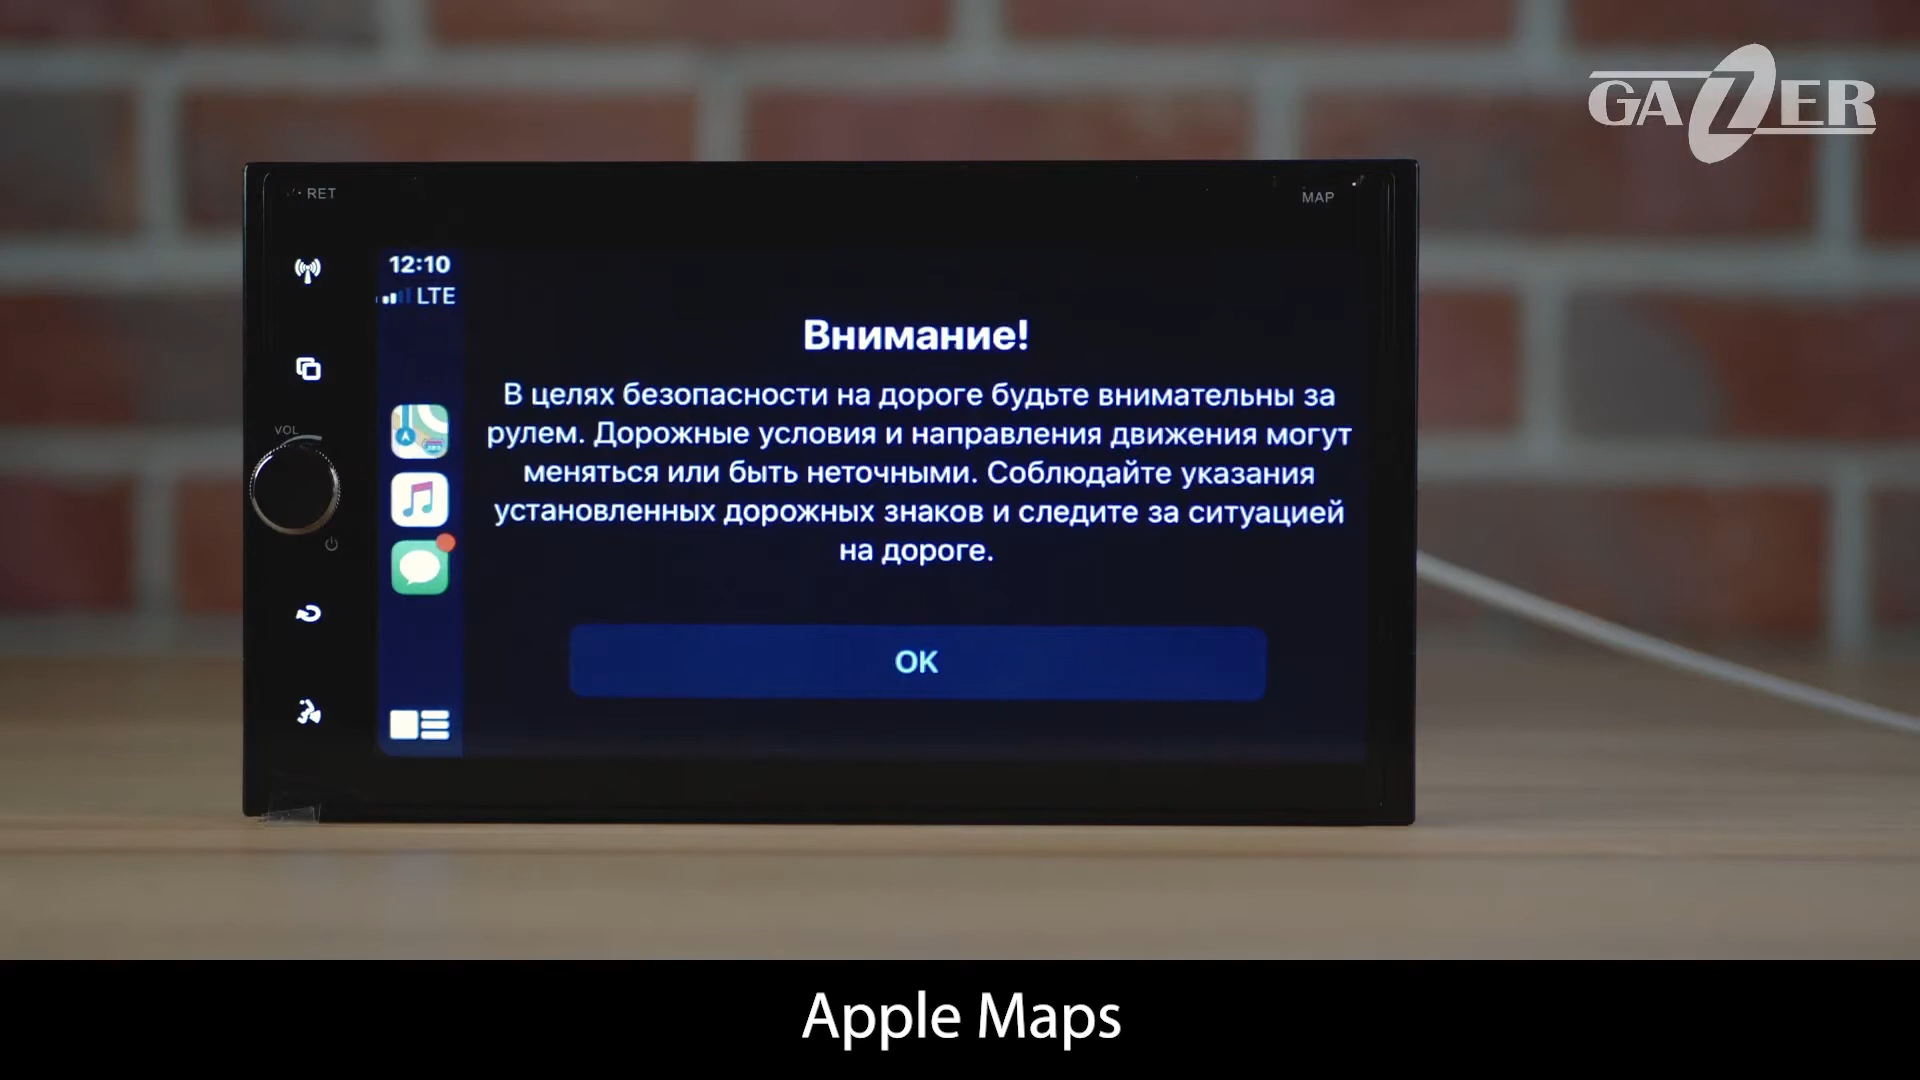 GAZER
RET
MAP
12:10
LTE
Внимание!
В целях безопасности на дороге будьте внимательны за
рулем. Дорожные условия и направления движения могут
меняться или быть неточными. Соблюдайте указания
установленных дорожных знаков и следите за ситуацией
на дороге.
VOL
OK
Apple Maps